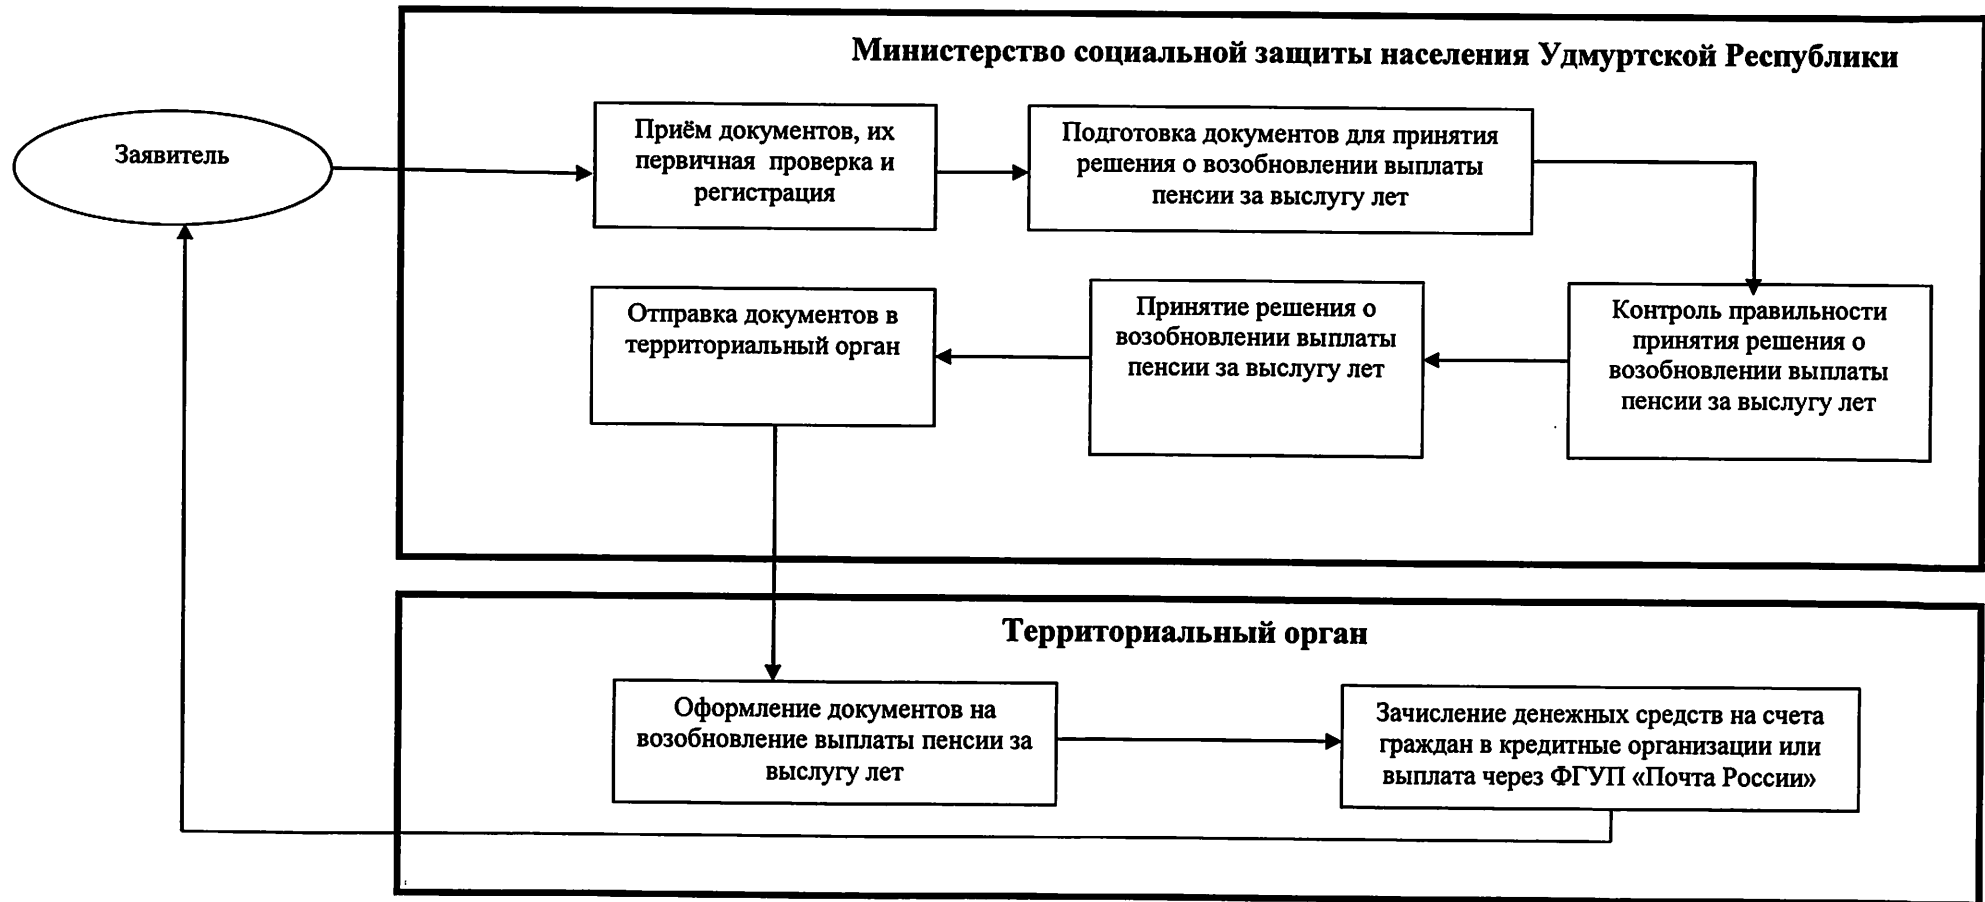 Министерство социальной защиты населения Удмуртской Республики
Заявитель
Приём документов, их
первичная проверка и
регистрация
Подготовка документов для принятия
решения о возобновлении выплаты
пенсии за выслугу лет
Контроль правильности
принятия решения о
возобновлении выплаты
пенсии за выслугу лет
Принятие решения о
возобновлении выплаты
пенсии за выслугу лет
Отправка документов в
территориальный орган
Территориальный орган
Оформление документов на
возобновление выплаты пенсии за
выслугу лет
Зачисление денежных средств на счета
граждан в кредитные организации или
выплата через ФГУП «Почта России»